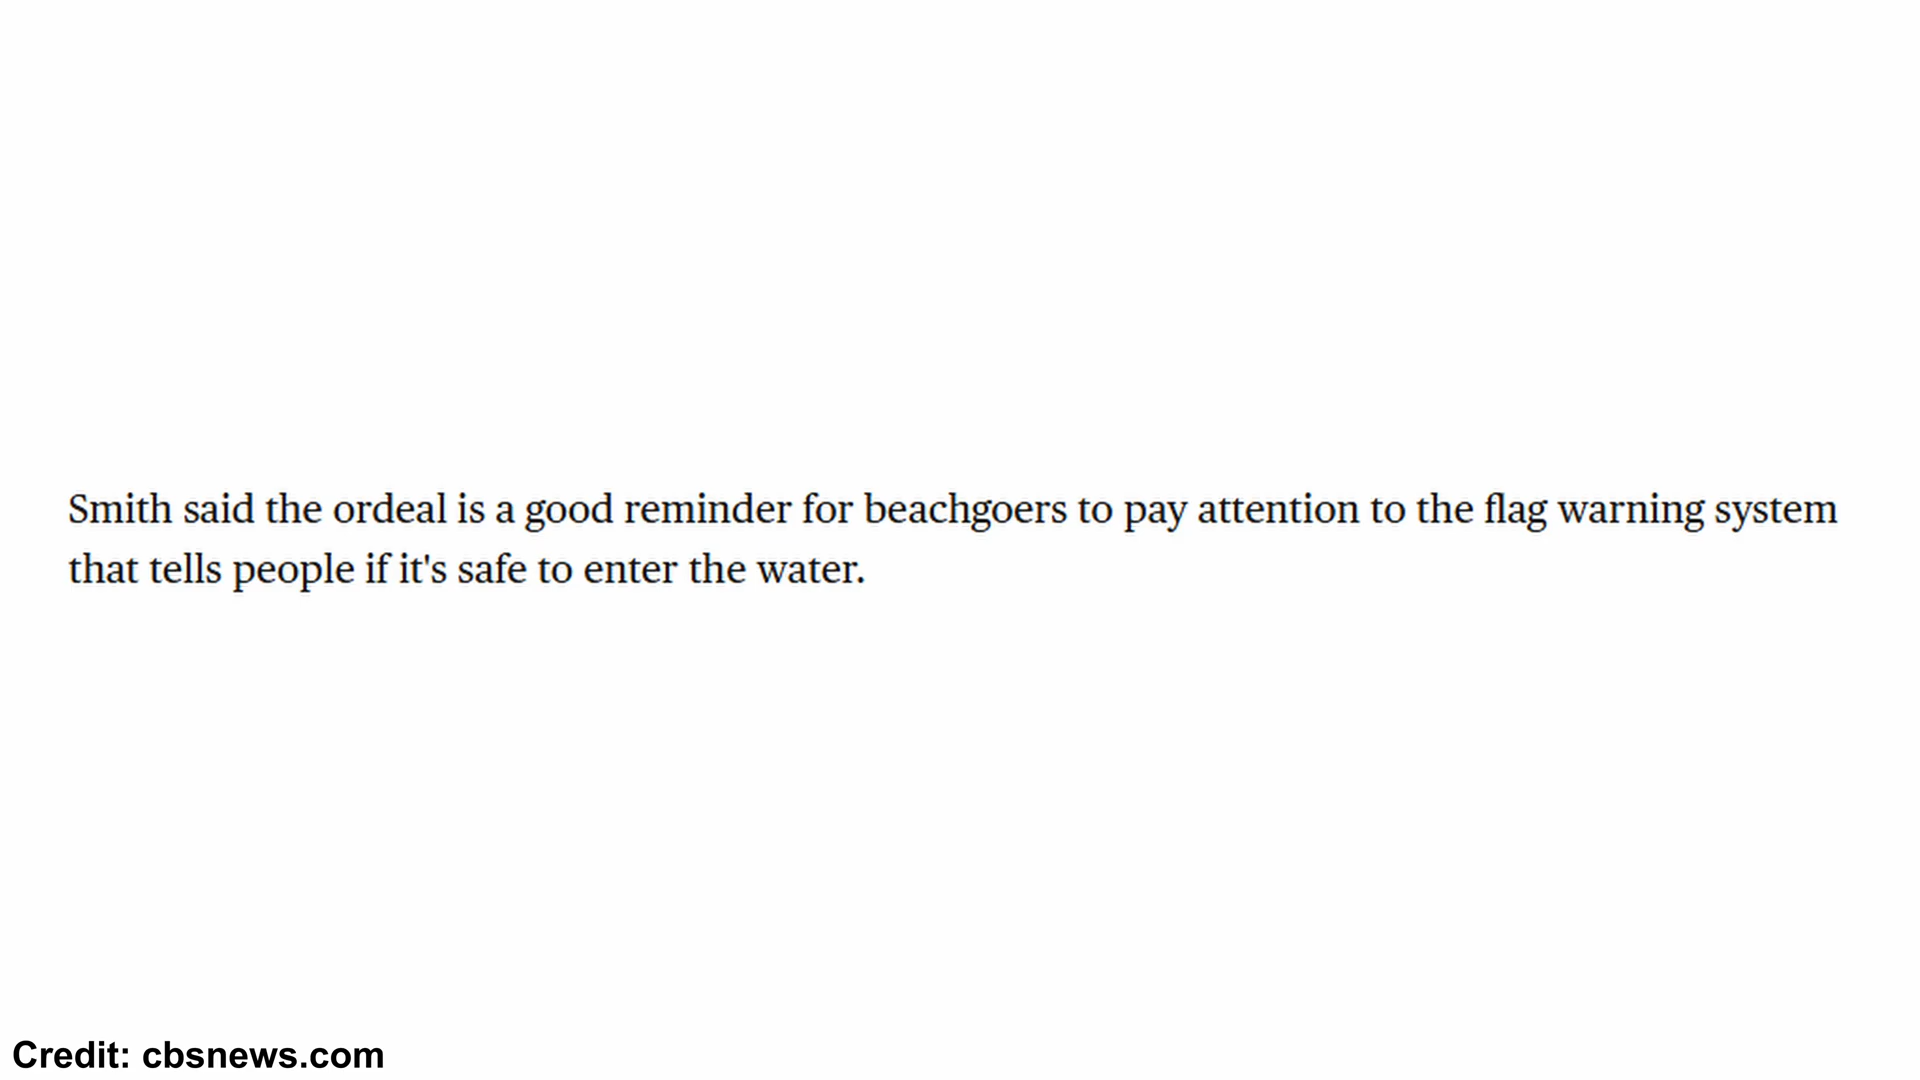 Smith said the ordeal is a good reminder for beachgoers to pay attention to the flag warning system
that tells people if it's safe to enter the water.
Credit: cbsnews.com